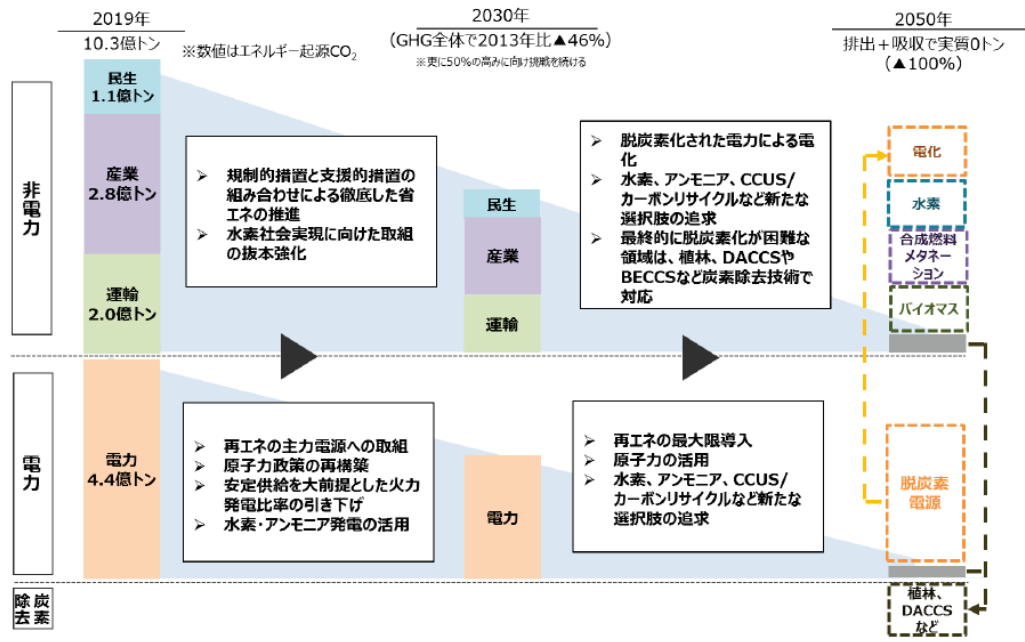 2019年
10.3億トン
※数値はエネルギー起源CO₂
2030年
(GHG全体で2013年比▲46%)
※更に50%の高みに向け挑戦を続ける
2050年
排出+吸収で実質0トン
(▲100%)
非電力
民生
1.1億トン
産業
2.8億トン
運輸
2.0億トン
➢ 規制的措置と支援的措置の
組み合わせによる徹底した省
エネの推進
➢ 水素社会実現に向けた取組
の抜本強化
民生
産業
運輸
➢ 脱炭素化された電力による電
化
➢ 水素、アンモニア、CCUS/
カーボンリサイクルなど新たな
選択肢の追求
➢ 最終的に脱炭素化が困難な
領域は、植林、DACCSや
BECCSなど炭素除去技術で
対応
電化
水素
合成燃料
メタネー
ション
バイオマス
電力
電力
4.4億トン
➢ 再エネの主力電源への取組
➢ 原子力政策の再構築
➢ 安定供給を大前提とした火力
発電比率の引き下げ
➢ 水素・アンモニア発電の活用
電力
➢ 再エネの最大限導入
➢ 原子力の活用
➢ 水素、アンモニア、CCUS/
カーボンリサイクルなど新たな
選択肢の追求
脱炭素
電源
炭素
除去
植林、
DACCS
など